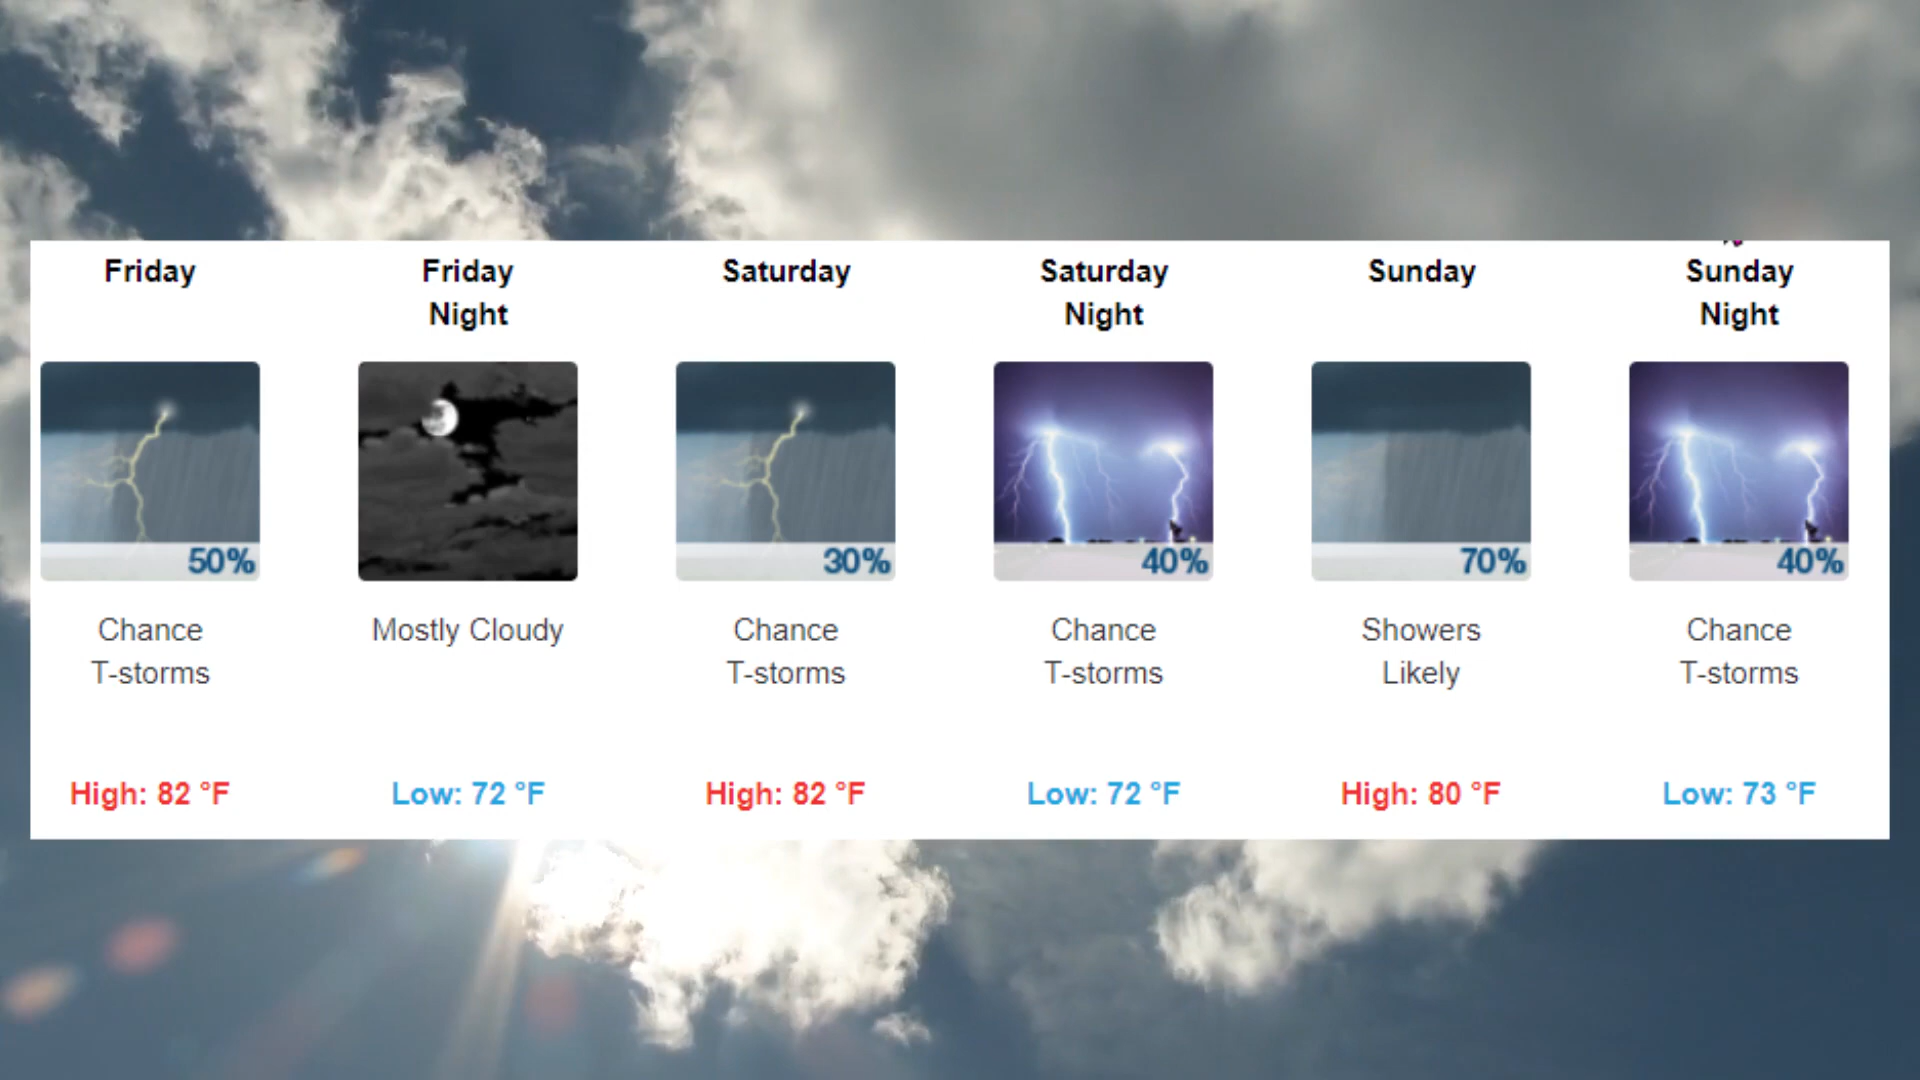 Friday
Friday
Night
Saturday
Saturday
Night
Sunday
Sunday
Night
50%
30%
40%
70%
40%
Chance
T-storms
Mostly Cloudy
Chance
T-storms
Chance
T-storms
Showers
Likely
Chance
T-storms
High: 82 °F
Low: 72 °F
High: 82 °F
Low: 72 °F
High: 80 °F
Low: 73 °F